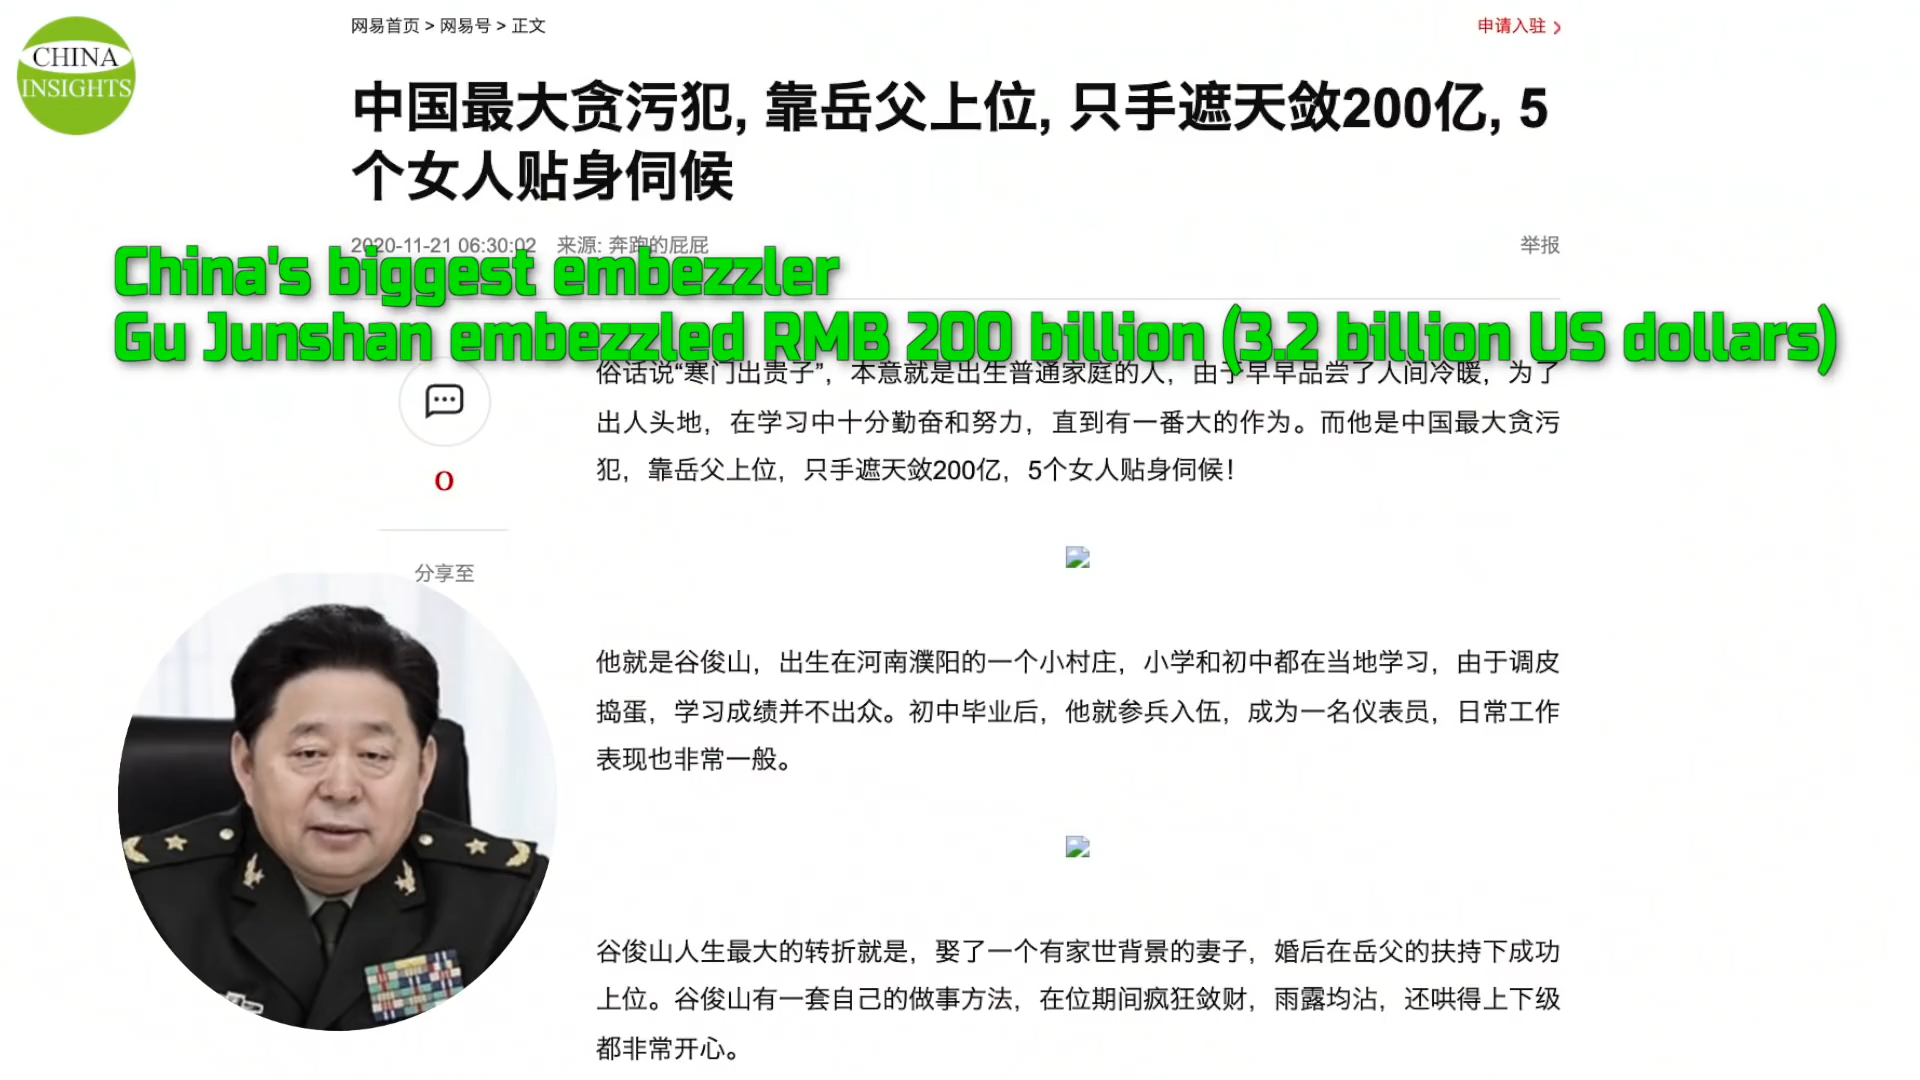 CHINA
INSIGHTS
网易首页 > 网易号 > 正文
申请入驻 >
中国最大贪污犯, 靠岳父上位, 只手遮天敛200亿, 5
个女人贴身伺候
2020-11-21 06:30:02 来源: 奔跑的屁屁
举报
China's biggest embezzler
Gu Junshan embezzled RMB 200 billion (3.2 billion US dollars)
俗话说“寒门出贵子”，本意就是出生普通家庭的人，由于早早品尝了人间冷暖，为了
出人头地，在学习中十分勤奋和努力，直到有一番大的作为。而他是中国最大贪污
犯，靠岳父上位，只手遮天敛200亿，5个女人贴身伺候！
0
分享至
他就是谷俊山，出生在河南濮阳的一个小村庄，小学和初中都在当地学习，由于调皮
捣蛋，学习成绩并不出众。初中毕业后，他就参兵入伍，成为一名仪表员，日常工作
表现也非常一般。
谷俊山人生最大的转折就是，娶了一个有家世背景的妻子，婚后在岳父的扶持下成功
上位。谷俊山有一套自己的做事方法，在位期间疯狂敛财，雨露均沾，还哄得上下级
都非常开心。